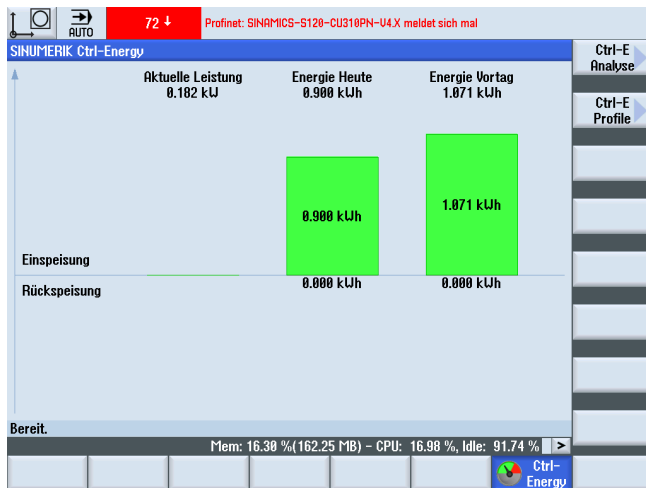 AUTO
72↓
Profinet: SINAMICS-S120-CU310PN-V4.X meldet sich mal
SINUMERIK Ctrl-Energy
Ctrl-E
Analyse
Ctrl-E
Profile
Aktuelle Leistung
0.182 kW
Energie Heute
0.900 kWh
Energie Vortag
1.071 kWh
0.900 kWh
1.071 kWh
Einspeisung
Rückspeisung
0.000 kWh
0.000 kWh
Bereit.
Mem: 16.30 %(162.25 MB) – CPU: 16.98 %, Idle: 91.74 % >
Ctrl-
Energy